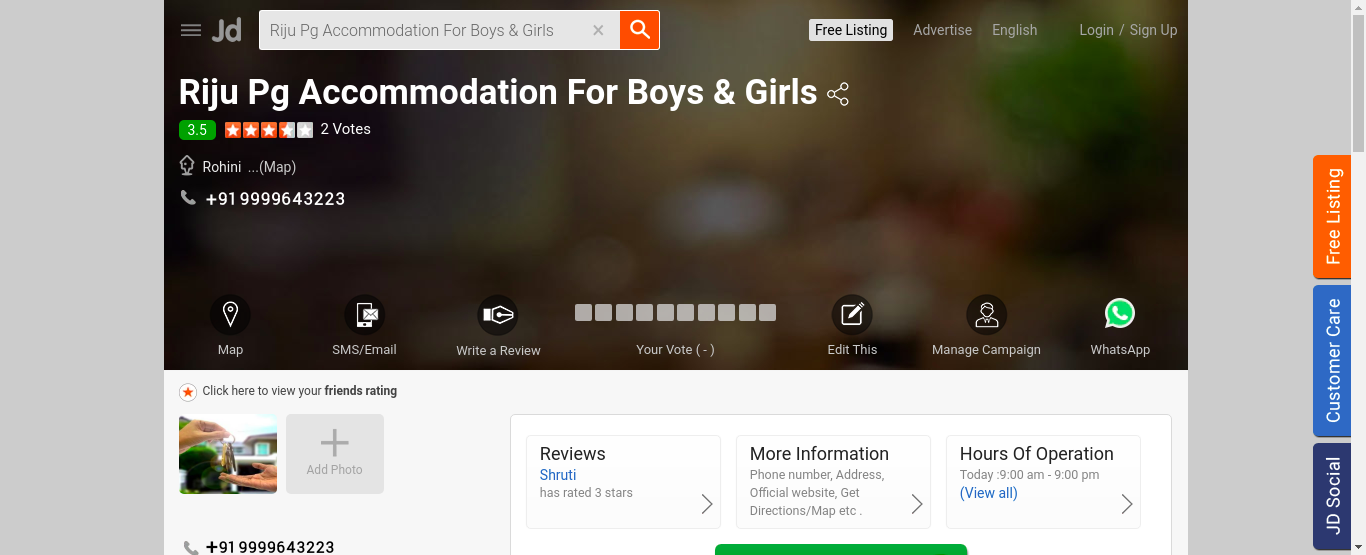 Jd
Riju Pg Accommodation For Boys & Girls
×
Free Listing
Advertise
English
Login / Sign Up
Riju Pg Accommodation For Boys & Girls
3.5
2 Votes
Rohini ...(Map)
+91 9999643223
Map
SMS/Email
Write a Review
Your Vote ( - )
Edit This
Manage Campaign
WhatsApp
Free Listing
Customer Care
JD Social
Click here to view your friends rating
Add Photo
+91 9999643223
Reviews
Shruti
has rated 3 stars
More Information
Phone number, Address,
Official website, Get
Directions/Map etc .
Hours Of Operation
Today :9:00 am - 9:00 pm
(View all)